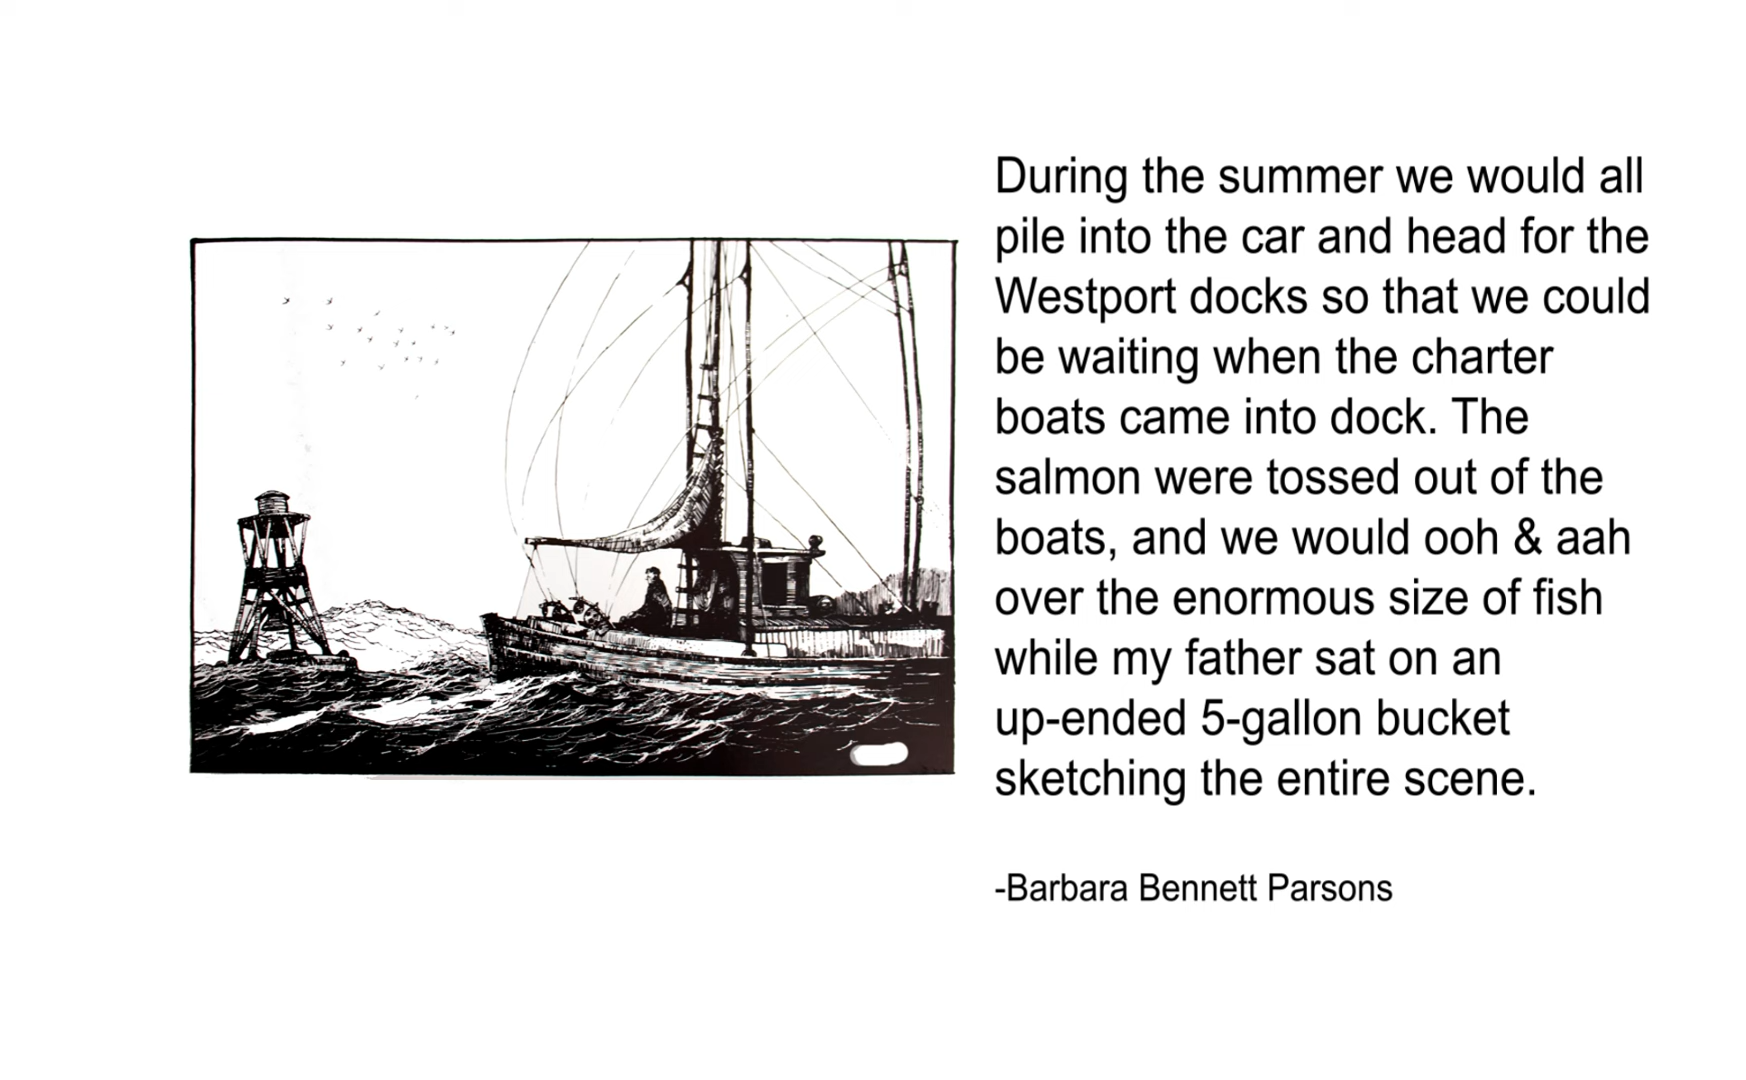 During the summer we would all
pile into the car and head for the
Westport docks so that we could
be waiting when the charter
boats came into dock. The
salmon were tossed out of the
boats, and we would ooh & aah
over the enormous size of fish
while my father sat on an
up-ended 5-gallon bucket
sketching the entire scene.
-Barbara Bennett Parsons